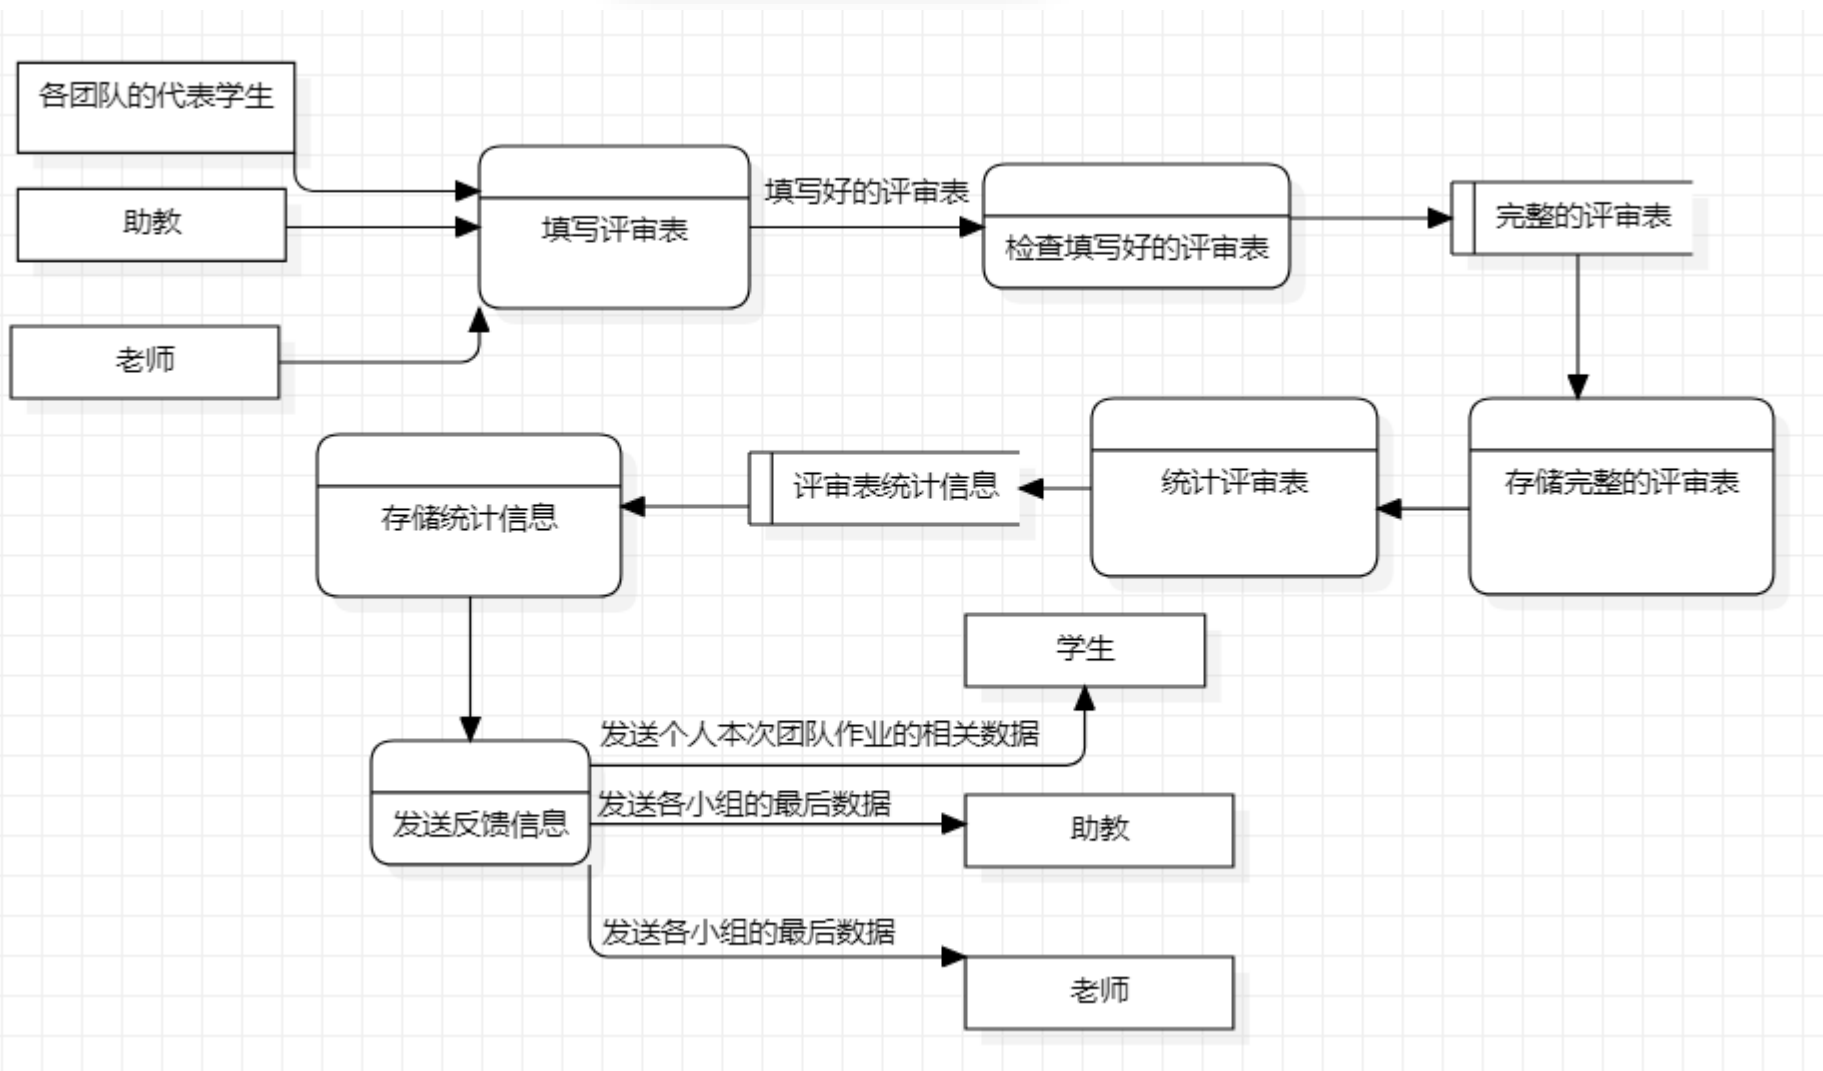 各团队的代表学生
助教
老师
填写评审表
填写好的评审表
检查填写好的评审表
完整的评审表
存储完整的评审表
统计评审表
评审表统计信息
存储统计信息
发送反馈信息
发送个人本次团队作业的相关数据
学生
发送各小组的最后数据
助教
发送各小组的最后数据
老师